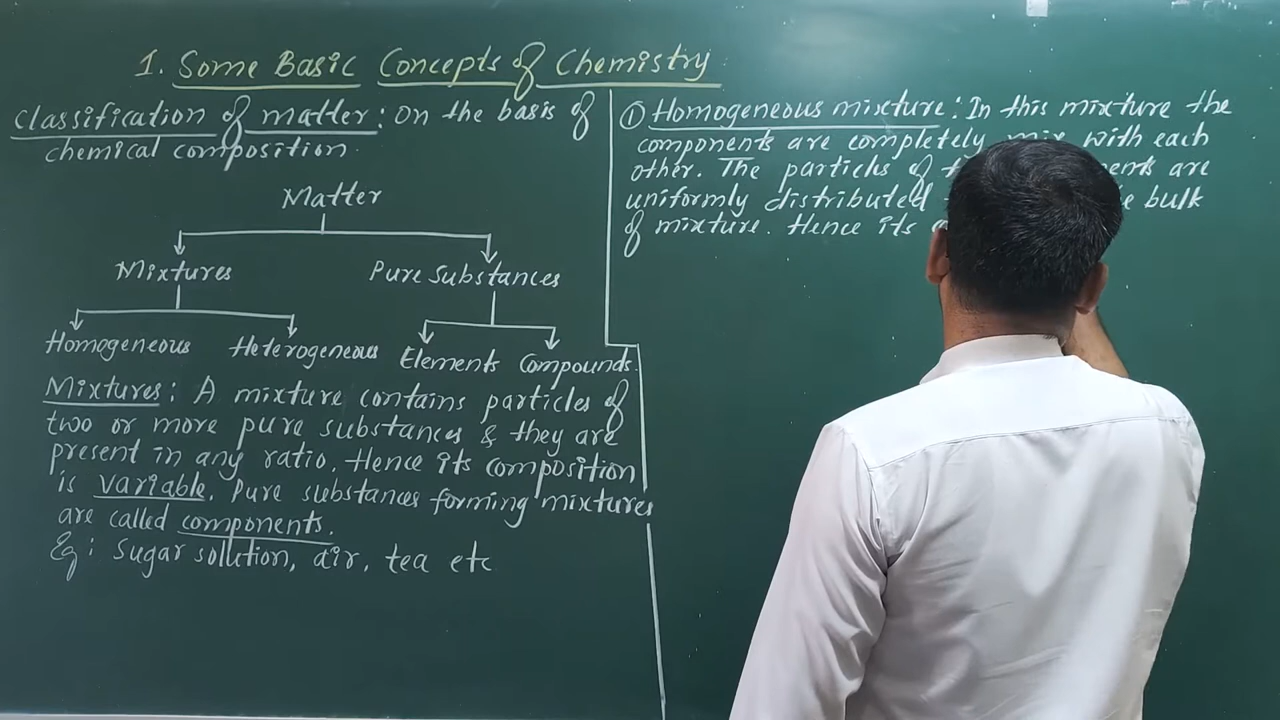 1. Some Basic Concepts of Chemistry
Classification of matter: On the basis of
chemical composition.
Matter
Mixtures Pure Substances
Homogeneous Heterogeneous Elements Compounds.
Mixtures: A mixture contains particles of
two or more pure substances & they are
present in any ratio. Hence its composition
is variable. Pure substances forming mixtures
are called components.
Eg: Sugar solution, air, tea etc
① Homogeneous mixture: In this mixture the
components are completely mix with each
other. The particles of are
uniformly distributed bulk
of mixture. Hence its